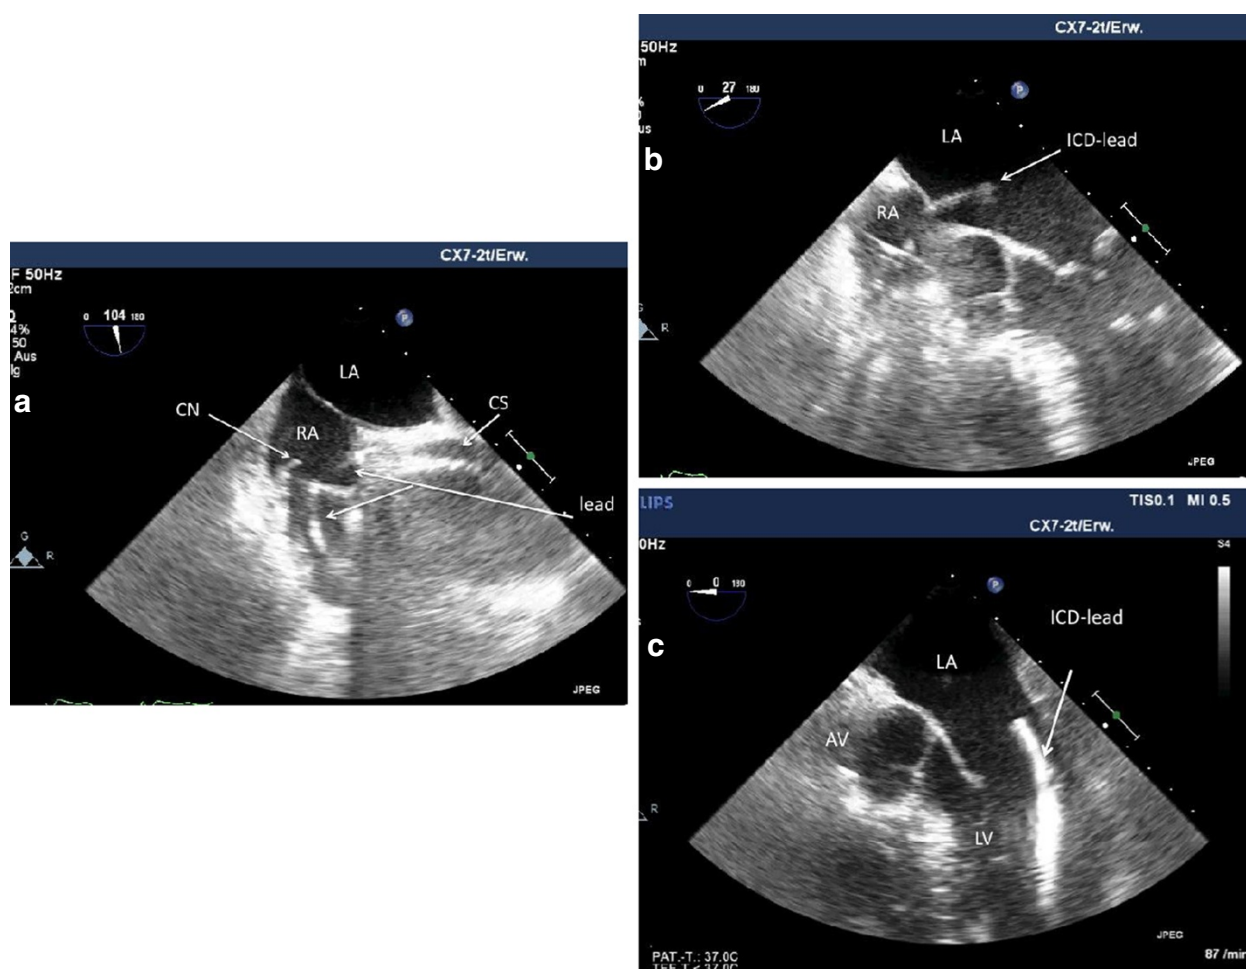 CX7-2t/Erw.
F 50Hz
2cm
4%
50
Aus
lg
0 104 180
P
a
LA
CN
CS
RA
lead
G
R
JPEG
CX7-2t/Erw.
50Hz
0 27 180
P
b
LA
ICD-lead
RA
G
R
JPEG
LIPS
TIS0.1 MI 0.5
CX7-2t/Erw.
0Hz
S4
0 0 180
P
c
ICD-lead
LA
AV
LV
R
JPEG
PAT.-T.: 37.0C
87 /min